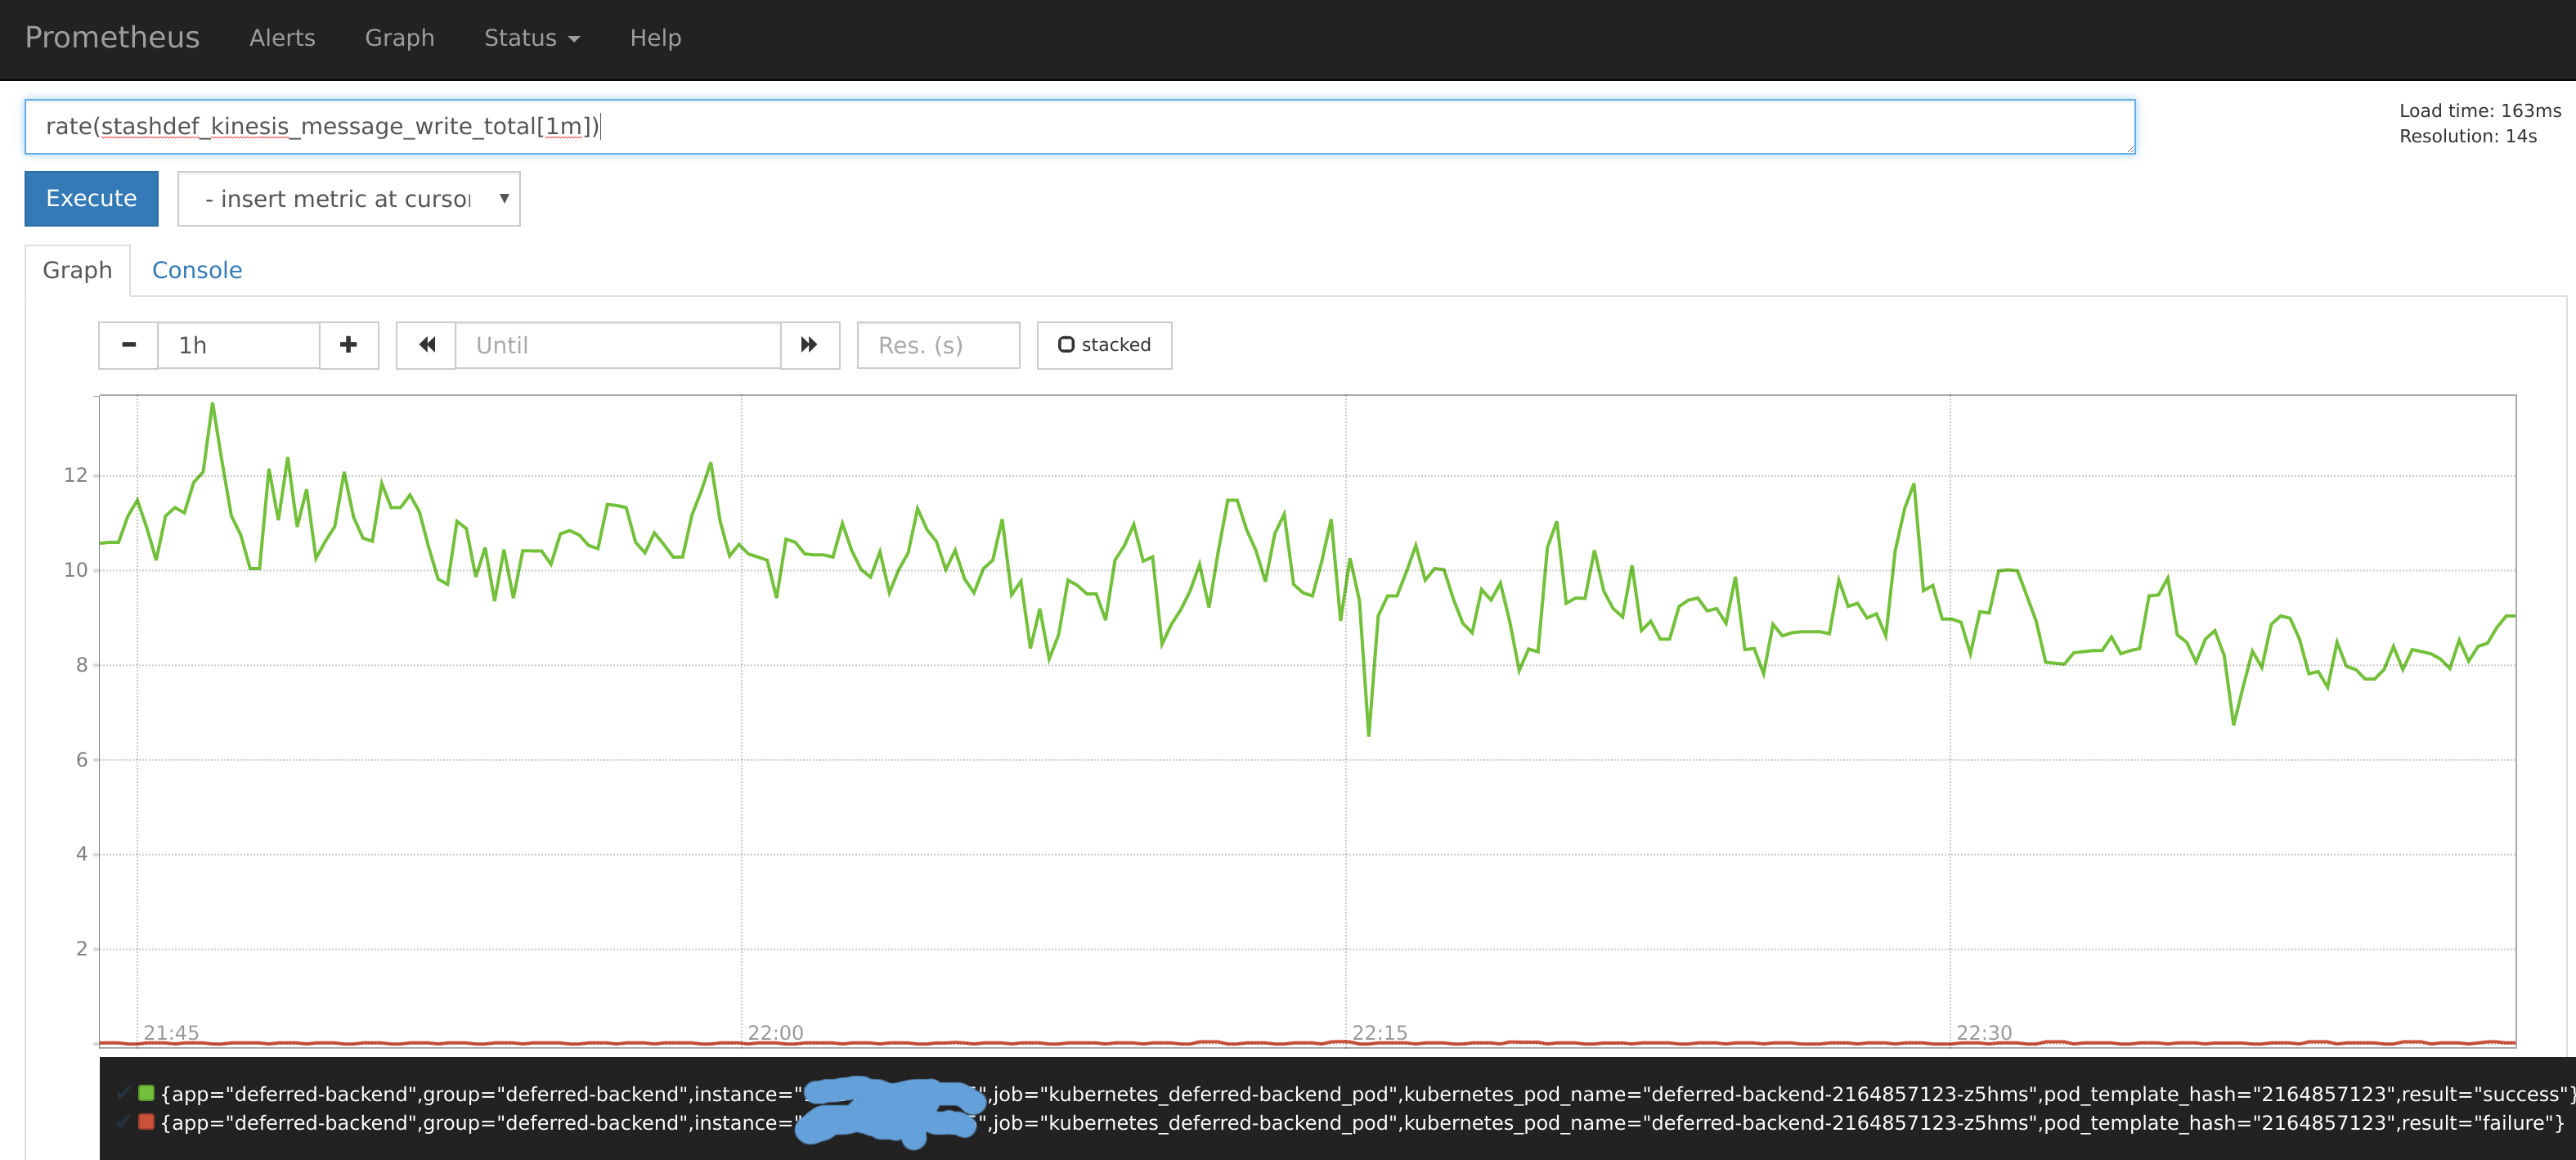 Prometheus Alerts Graph Status Help
rate(stashdef_kinesis_message_write_total[1m])
Load time: 163ms
Resolution: 14s
Execute - insert metric at cursor
Graph Console
1h Until Res. (s) stacked
12
10
8
6
4
2
21:45 22:00 22:15 22:30
{app="deferred-backend",group="deferred-backend",instance=" ",job="kubernetes_deferred-backend_pod",kubernetes_pod_name="deferred-backend-2164857123-z5hms",pod_template_hash="2164857123",result="success"}
{app="deferred-backend",group="deferred-backend",instance= ",job="kubernetes_deferred-backend_pod",kubernetes_pod_name="deferred-backend-2164857123-z5hms",pod_template_hash="2164857123",result="failure"}